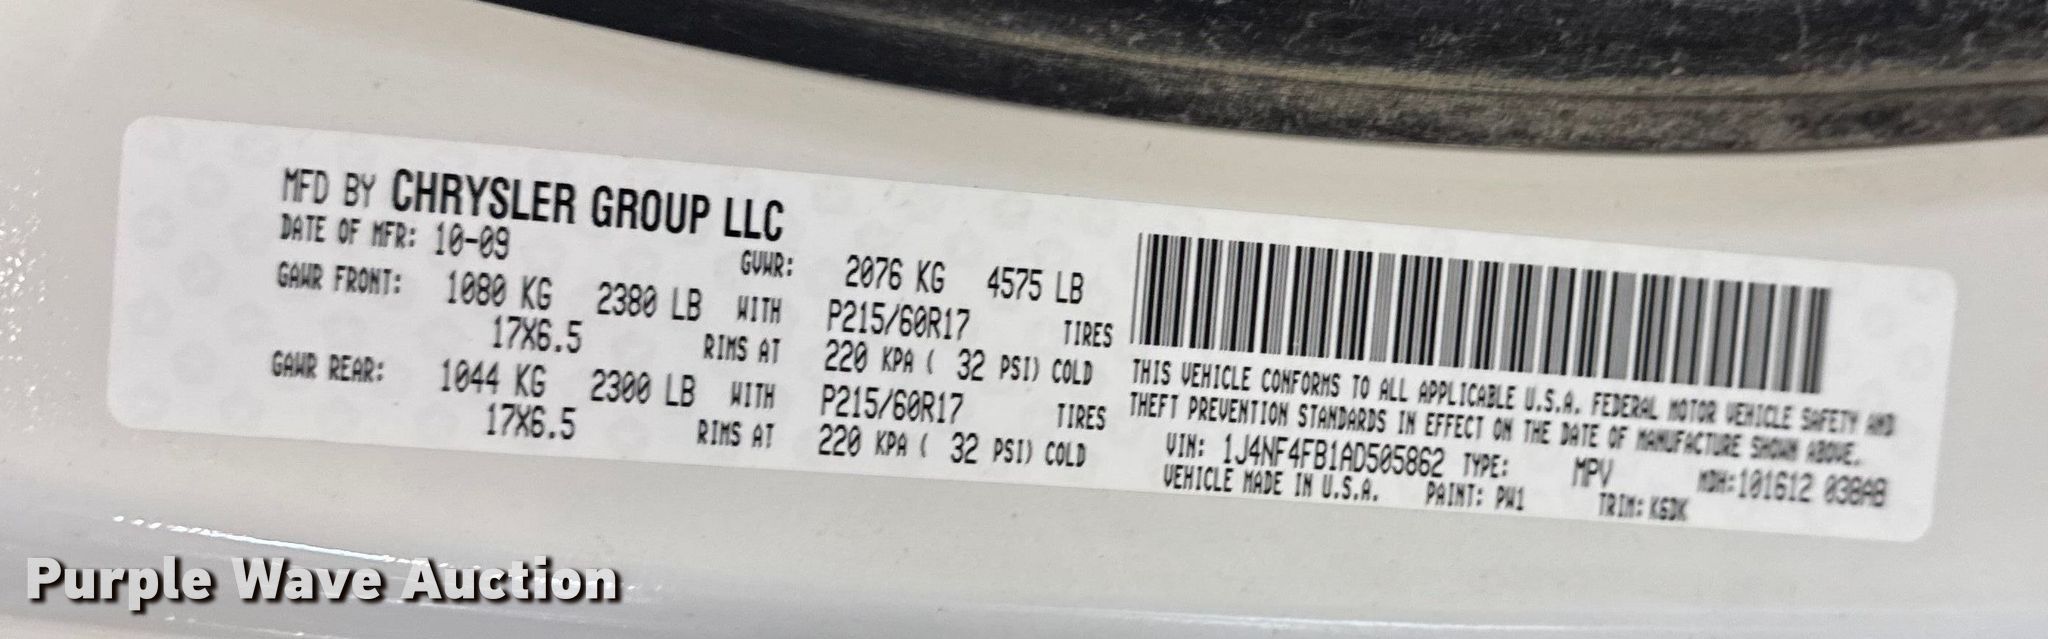 MFD BY CHRYSLER GROUP LLC
DATE OF MFR: 10-09 GVWR: 2076 KG 4575 LB
GAWR FRONT: 1080 KG 2380 LB WITH P215/60R17 TIRES
17X6.5 RIMS AT 220 KPA ( 32 PSI) COLD
GAWR REAR: 1044 KG 2300 LB WITH P215/60R17 TIRES
17X6.5 RIMS AT 220 KPA ( 32 PSI) COLD
THIS VEHICLE CONFORMS TO ALL APPLICABLE U.S.A. FEDERAL MOTOR VEHICLE SAFETY AND
THEFT PREVENTION STANDARDS IN EFFECT ON THE DATE OF MANUFACTURE SHOWN ABOVE.
VIN: 1J4NF4FB1AD505862 TYPE: MPV MDH:101612 038AB
VEHICLE MADE IN U.S.A. PAINT: PW1 TRIM: K6DK
Purple Wave Auction